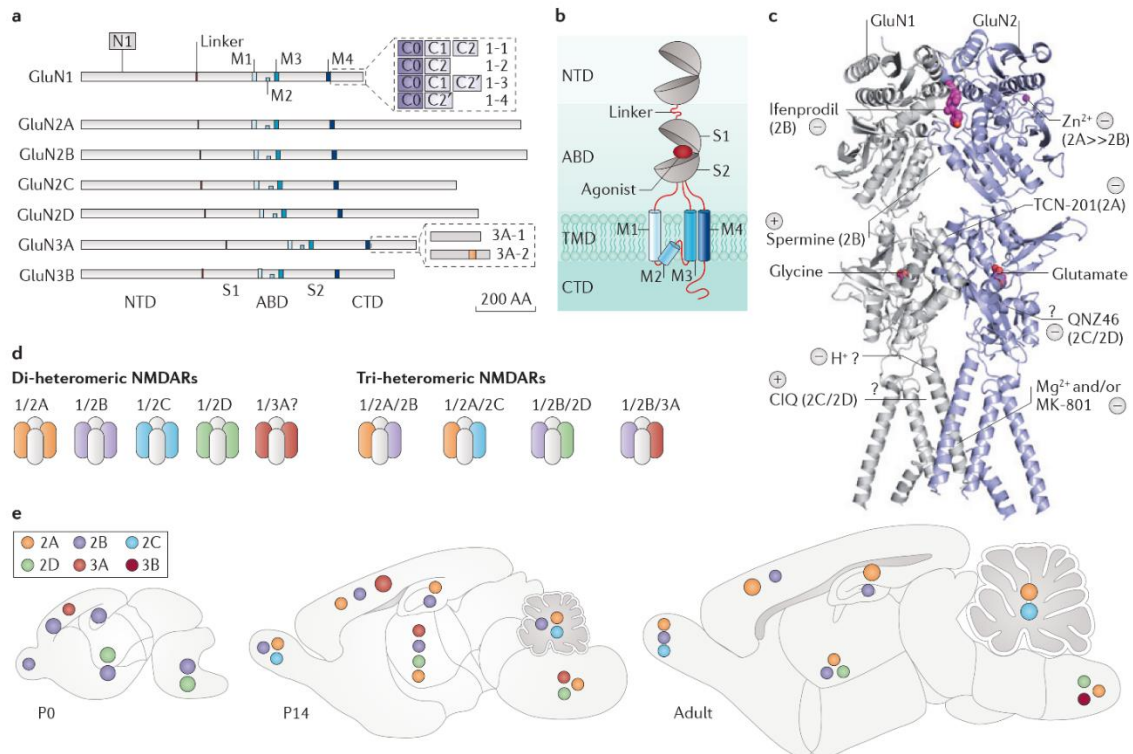 a
N1
Linker
M1
M3
M4
M2
C0 C1 C2 1-1
C0 C2 1-2
C0 C1 C2′ 1-3
C0 C2′ 1-4
GluN1
GluN2A
GluN2B
GluN2C
GluN2D
GluN3A
3A-1
3A-2
GluN3B
NTD S1 ABD S2 CTD
200 AA
b
NTD
Linker
ABD
S1
S2
Agonist
TMD
M1
M4
M2 M3
CTD
c
GluN1
GluN2
Ifenprodil
(2B) −
Zn2+ −
(2A>>2B)
−
TCN-201(2A)
+
Spermine (2B)
Glycine
Glutamate
?
QNZ46
− (2C/2D)
− H+ ?
+
?
CIQ (2C/2D)
Mg2+ and/or
MK-801 −
d
Di-heteromeric NMDARs
1/2A 1/2B 1/2C 1/2D 1/3A?
Tri-heteromeric NMDARs
1/2A/2B 1/2A/2C 1/2B/2D 1/2B/3A
e
2A 2B 2C
2D 3A 3B
P0
P14
Adult